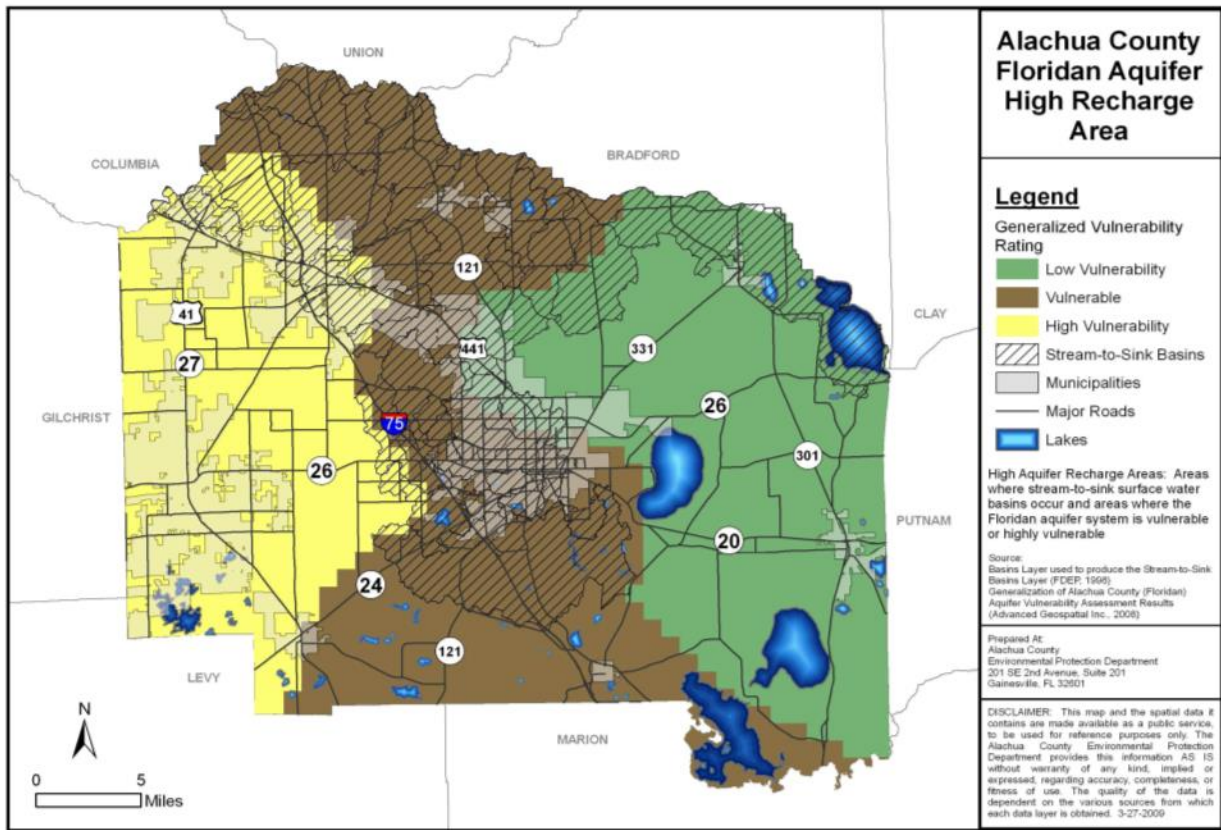 UNION
COLUMBIA
BRADFORD
121
41
CLAY
441
331
27
GILCHRIST
26
75
301
26
PUTNAM
20
24
121
LEVY
N
MARION
0 5
Miles
Alachua County
Floridan Aquifer
High Recharge
Area
Legend
Generalized Vulnerability
Rating
Low Vulnerability
Vulnerable
High Vulnerability
Stream-to-Sink Basins
Municipalities
Major Roads
Lakes
High Aquifer Recharge Areas: Areas
where stream-to-sink surface water
basins occur and areas where the
Floridan aquifer system is vulnerable
or highly vulnerable
Source:
Basins Layer used to produce the Stream-to-Sink
Basins Layer (FDEP, 1996)
Generalization of Alachua County (Floridan)
Aquifer Vulnerability Assessment Results
(Advanced Geospatial Inc., 2006)
Prepared At:
Alachua County
Environmental Protection Department
201 SE 2nd Avenue, Suite 201
Gainesville, FL 32601
DISCLAIMER: This map and the spatial data it
contains are made available as a public service,
to be used for reference purposes only. The
Alachua County Environmental Protection
Department provides this information AS IS
without warranty of any kind, implied or
expressed, regarding accuracy, completeness, or
fitness of use. The quality of the data is
dependent on the various sources from which
each data layer is obtained. 3-27-2009